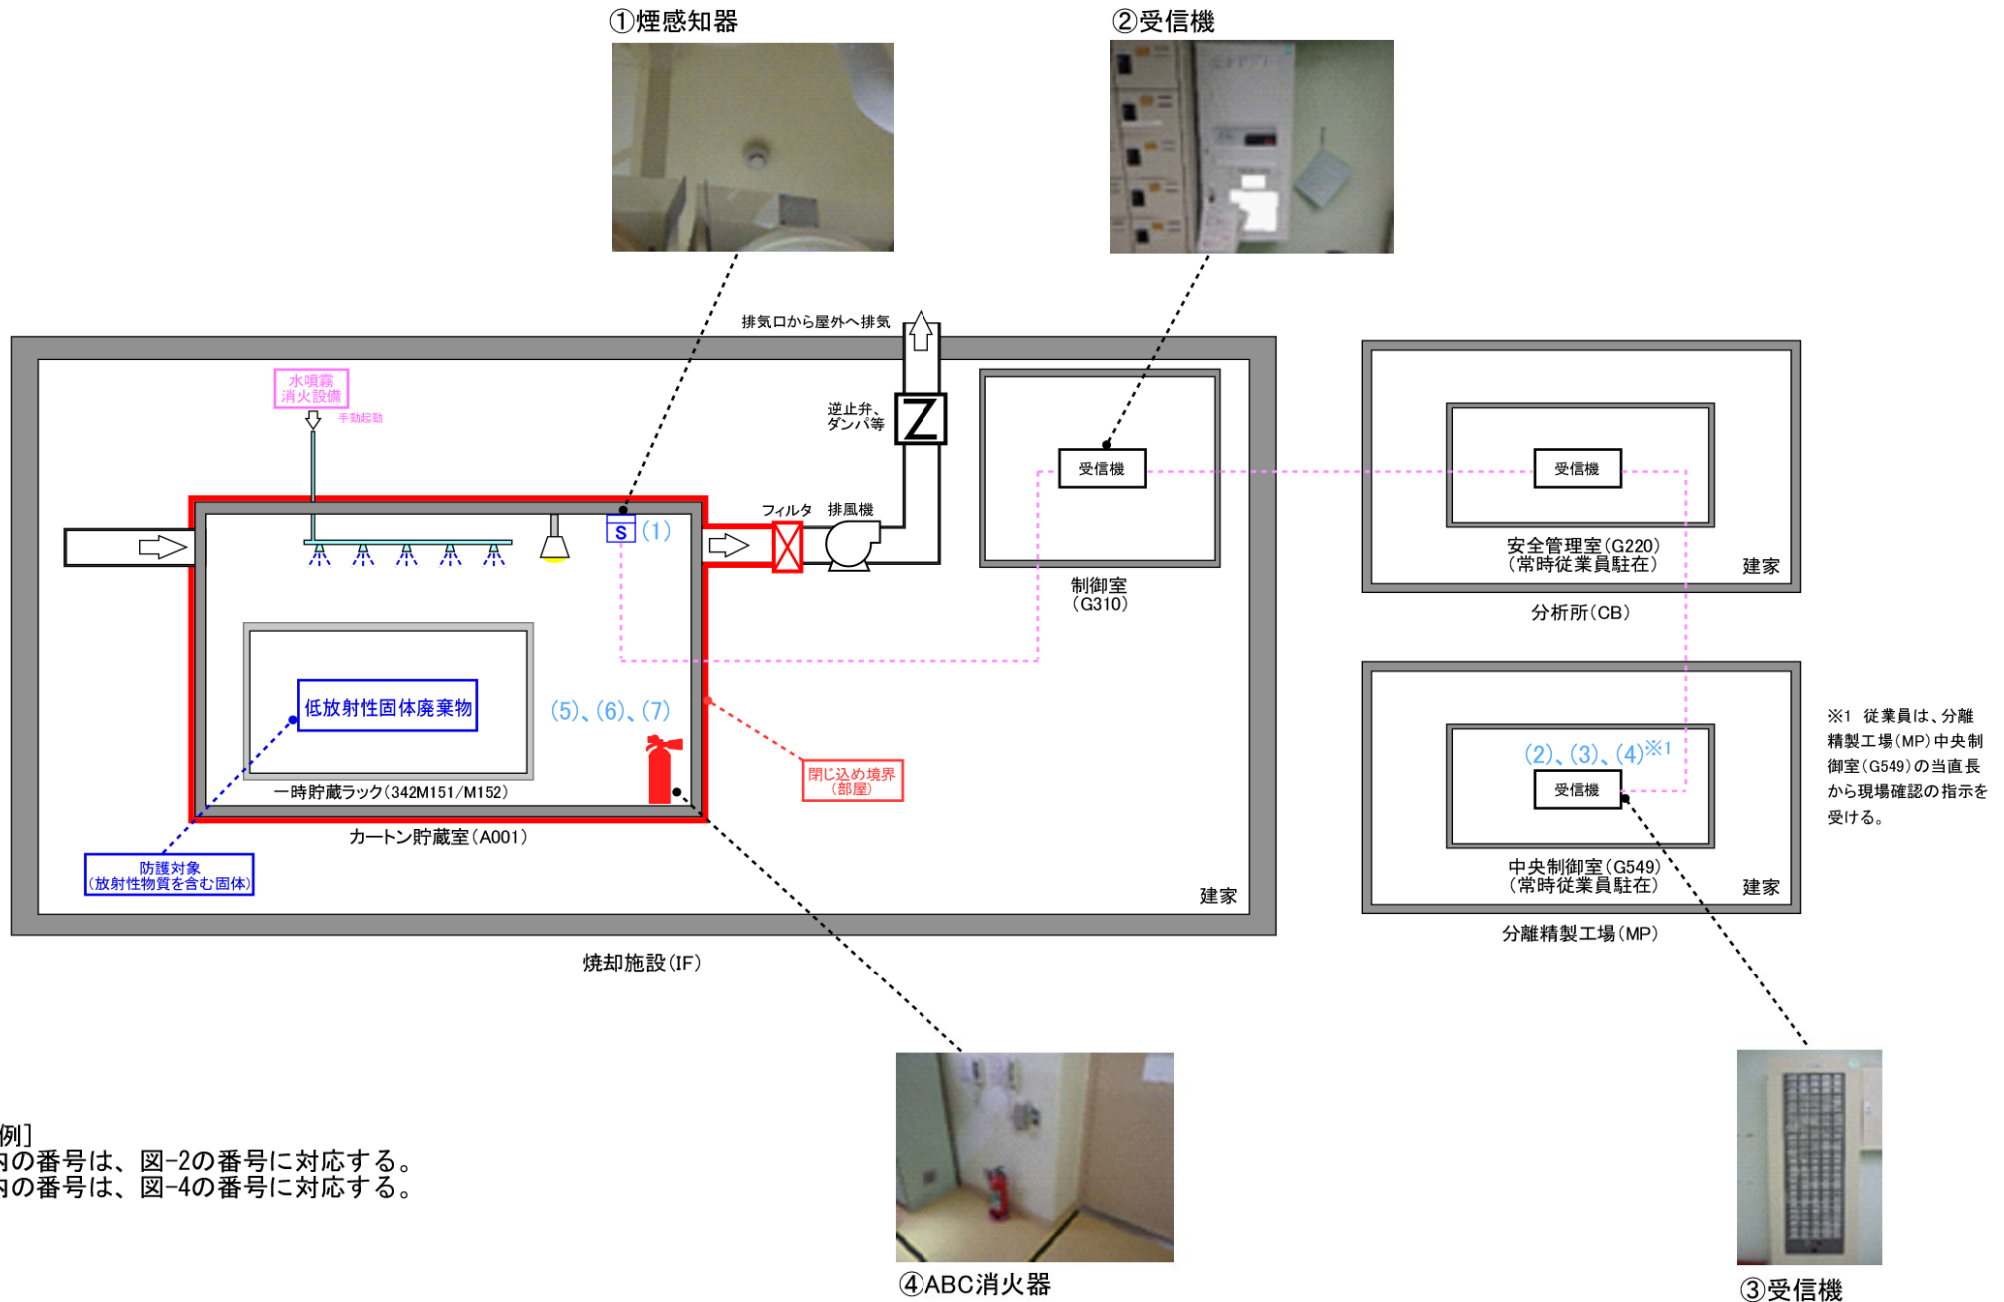 ①煙感知器
②受信機
排気口から屋外へ排気
水噴霧
消火設備
手動起動
逆止弁、
ダンパ等
フィルタ
排風機
S
(1)
受信機
制御室
(G310)
受信機
安全管理室(G220)
(常時従業員駐在)
建家
分析所(CB)
低放射性固体廃棄物
(5)、(6)、(7)
一時貯蔵ラック(342M151/M152)
カートン貯蔵室(A001)
閉じ込め境界
(部屋)
防護対象
(放射性物質を含む固体)
建家
焼却施設(IF)
(2)、(3)、(4)※1
受信機
中央制御室(G549)
(常時従業員駐在)
建家
分離精製工場(MP)
※1 従業員は、分離
精製工場(MP)中央制
御室(G549)の当直長
から現場確認の指示を
受ける。
例]
内の番号は、図-2の番号に対応する。
内の番号は、図-4の番号に対応する。
④ABC消火器
③受信機